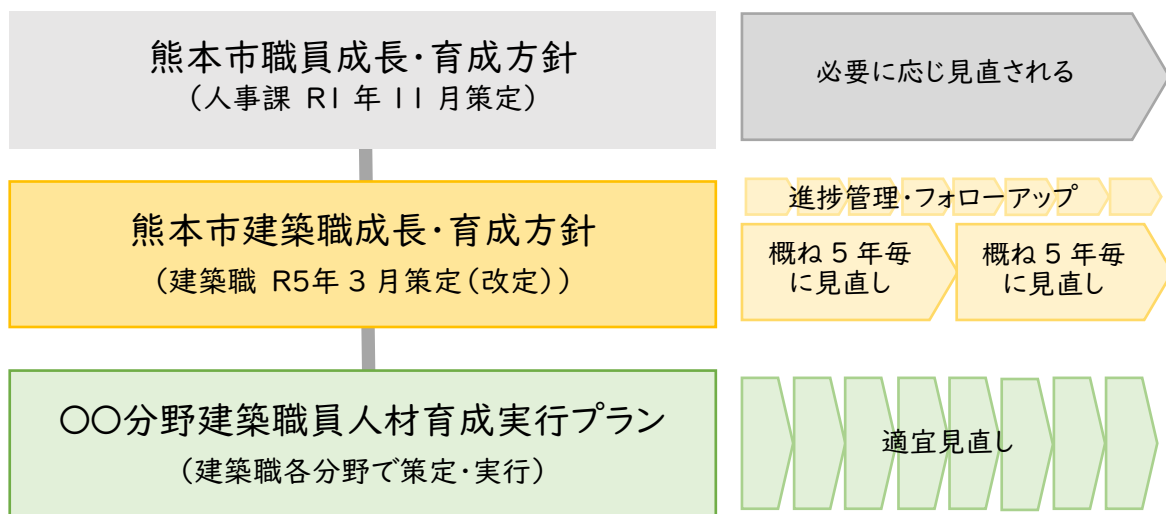 熊本市職員成長・育成方針
(人事課 R1 年 11 月策定)
必要に応じ見直される
熊本市建築職成長・育成方針
(建築職 R5年 3 月策定(改定))
進捗管理・フォローアップ
概ね 5 年毎
に見直し
概ね 5 年毎
に見直し
〇〇分野建築職員人材育成実行プラン
(建築職各分野で策定・実行)
適宜見直し